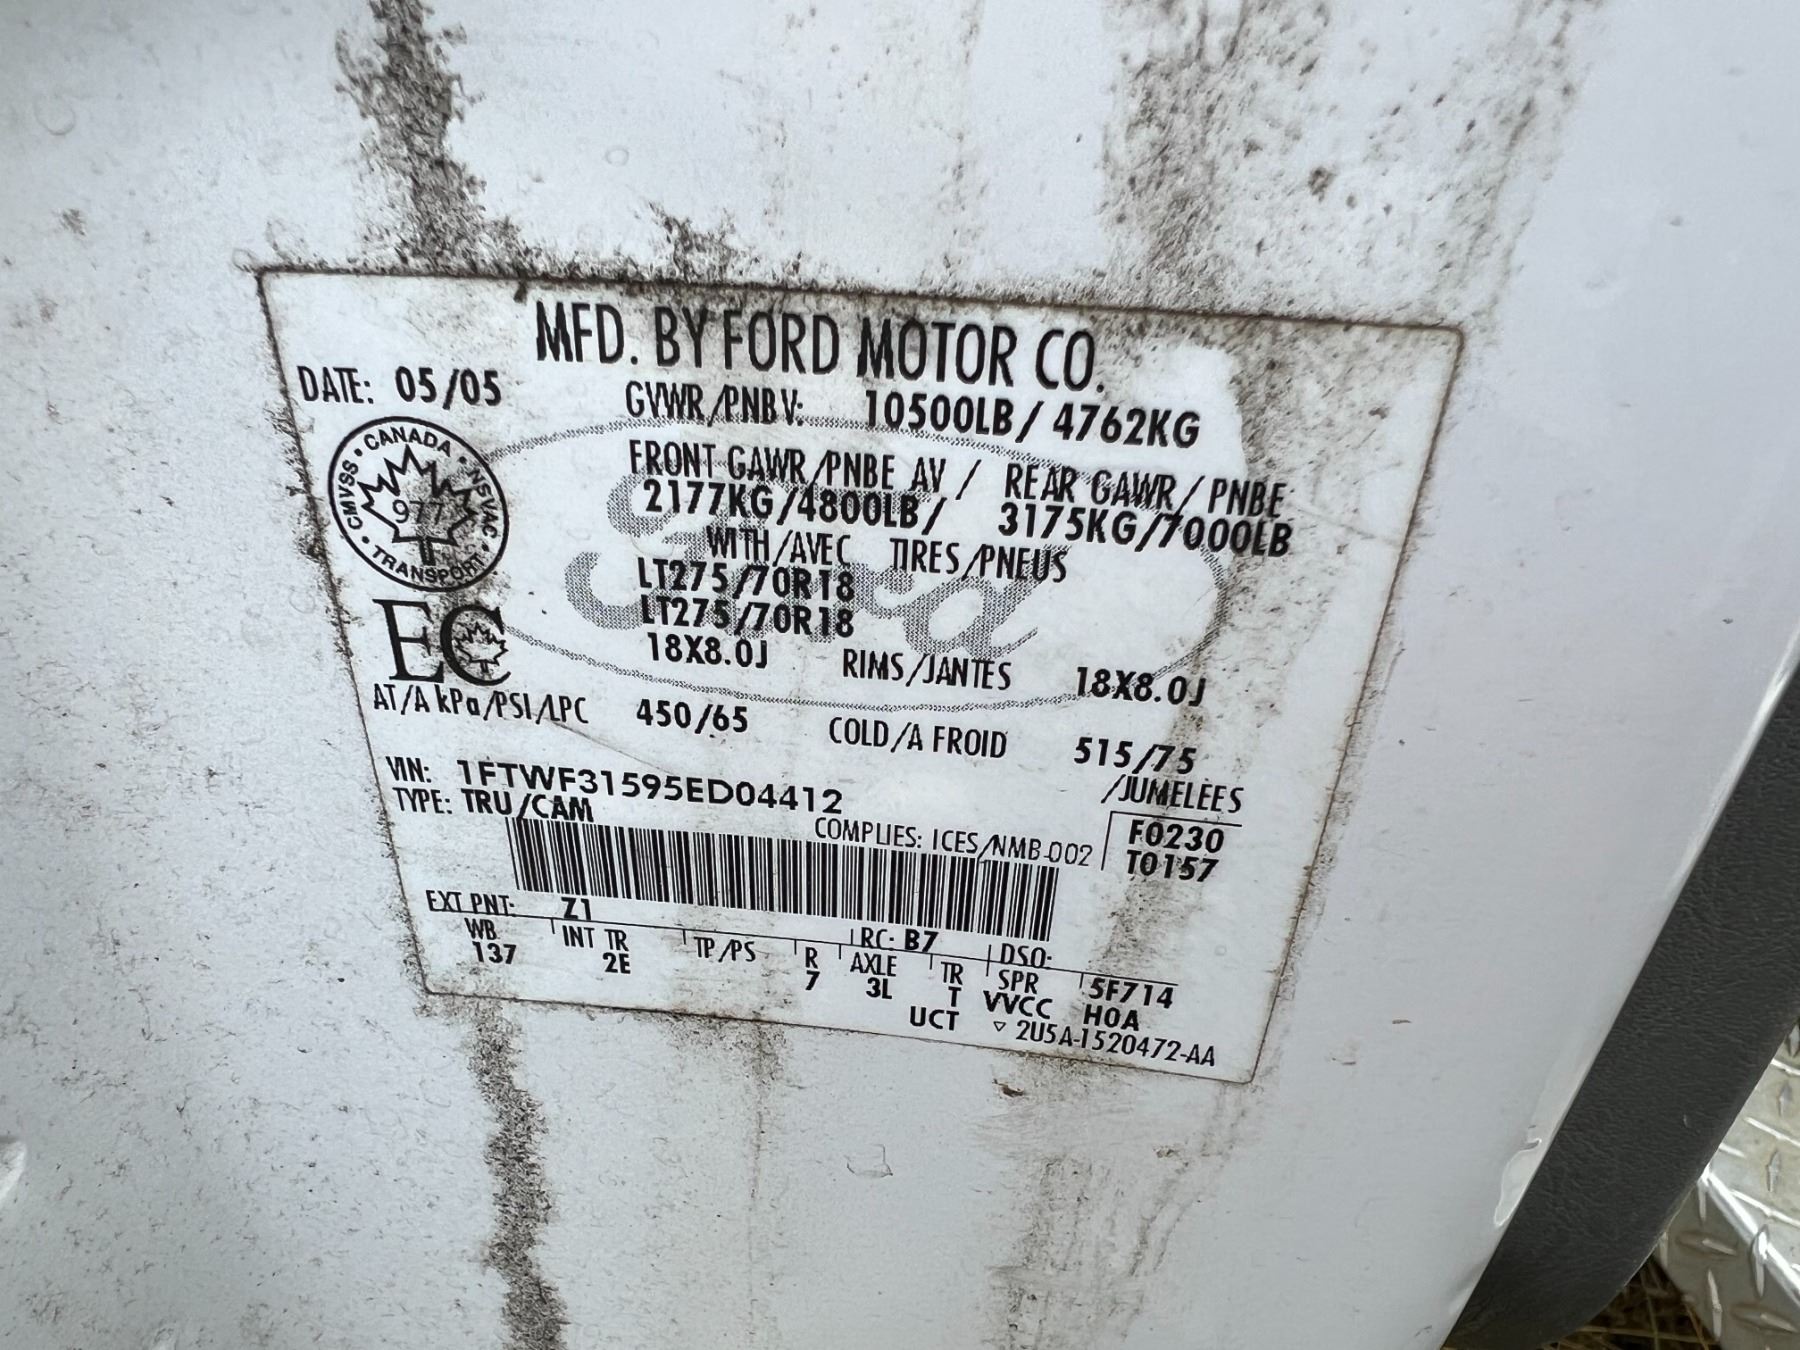 MFD. BY FORD MOTOR CO.
DATE: 05/05
GVWR/PNBV: 10500LB/ 4762KG
FRONT GAWR/PNBE AV / REAR GAWR/ PNBE
2177KG/4800LB/ 3175KG/7000LB
WITH/AVEC TIRES/PNEUS
LT275/70R18
LT275/70R18
18X8.0J RIMS/JANTES 18X8.0J
CANADA • NSVAC • TRANSPORT • CMVSS •
977
EC
Ford
AT/A kPa/PSI/LPC 450/65 COLD/A FROID 515/75
/JUMELEES
VIN: 1FTWF31595ED04412
TYPE: TRU/CAM
COMPLIES: ICES/NMB-002
F0230
T0157
EXT PNT: Z1 RC: B7 DSO:
WB INT TR TP/PS R AXLE TR SPR 5F714
137 2E 7 3L T VVCC H0A
UCT ▽ 2U5A-1520472-AA